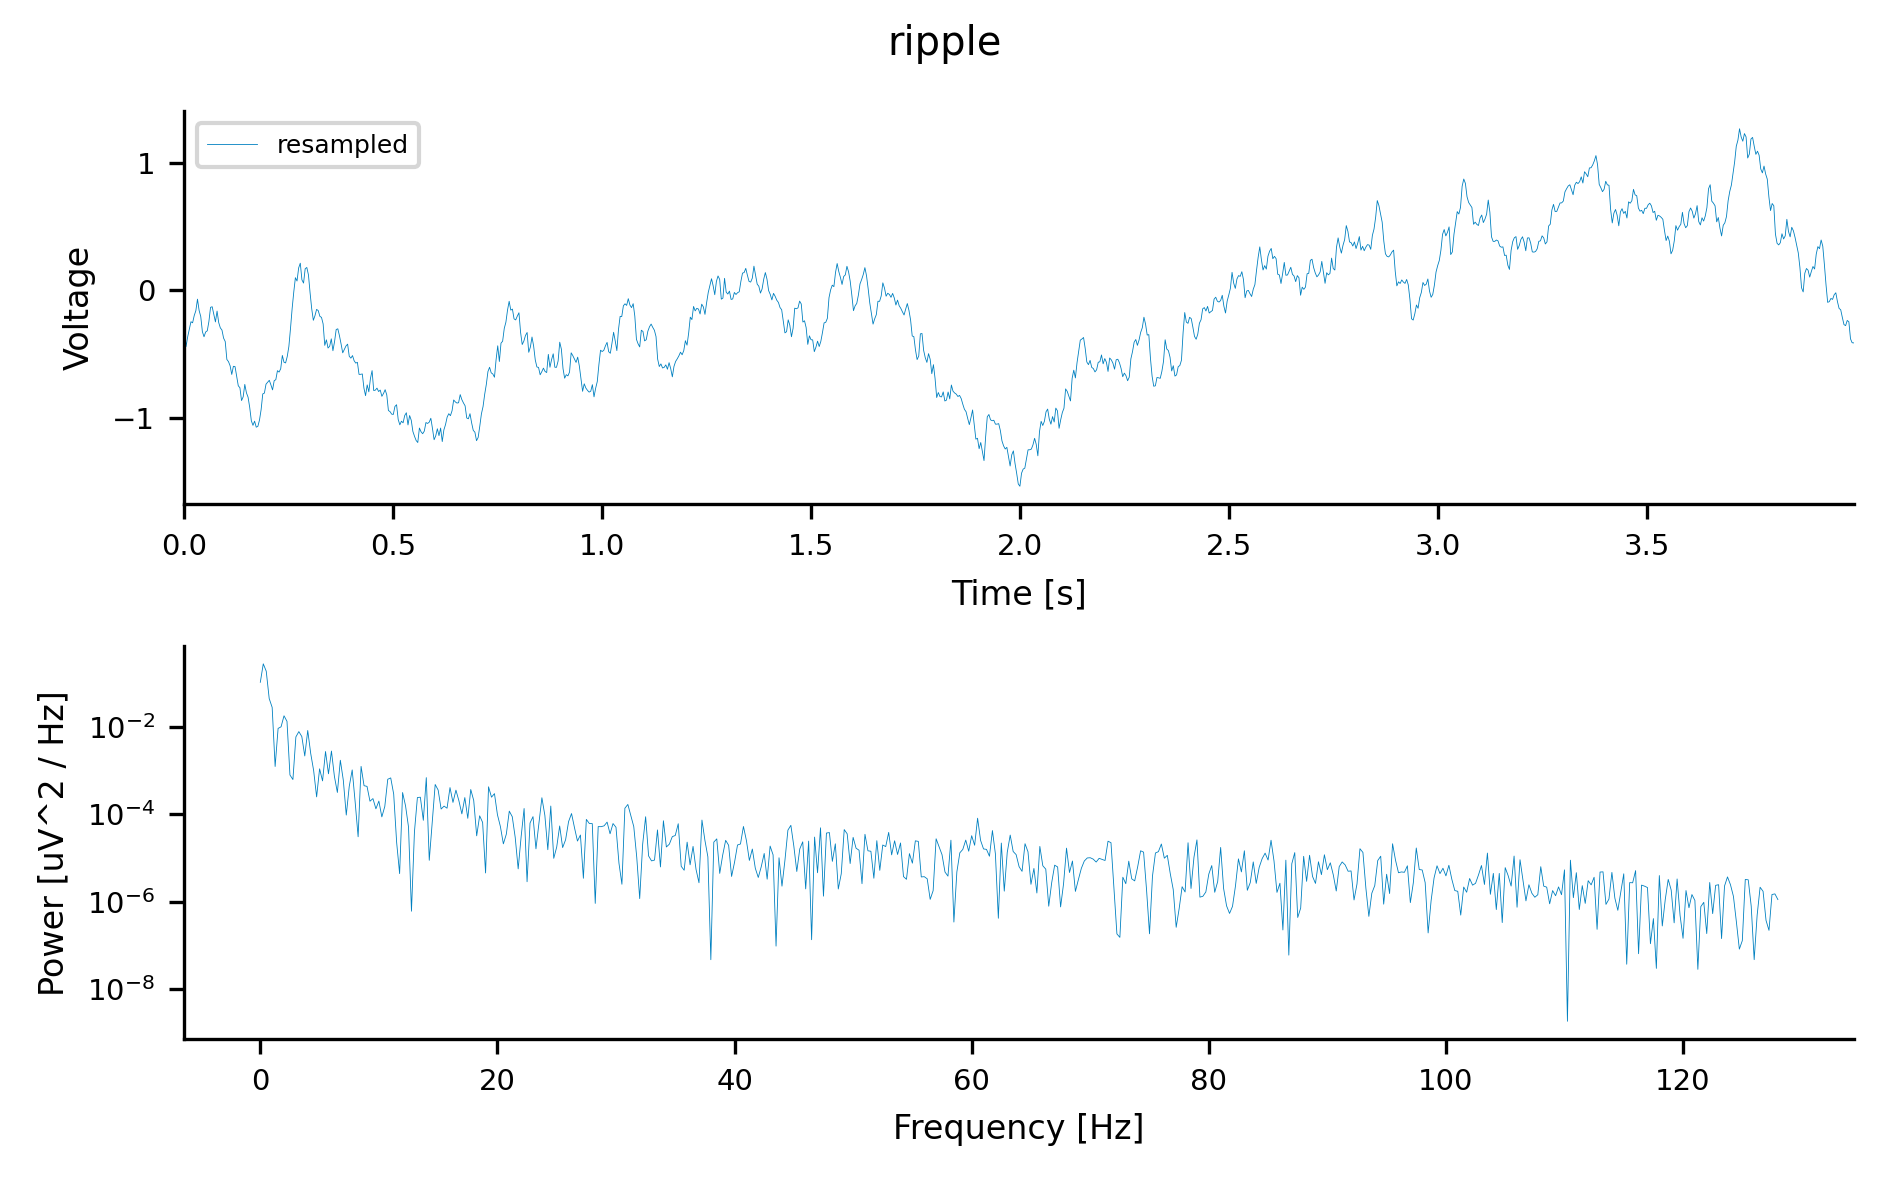 ripple
resampled
Voltage
1
0
−1
0.0 0.5 1.0 1.5 2.0 2.5 3.0 3.5
Time [s]
Power [uV^2 / Hz]
10⁻²
10⁻⁴
10⁻⁶
10⁻⁸
0 20 40 60 80 100 120
Frequency [Hz]